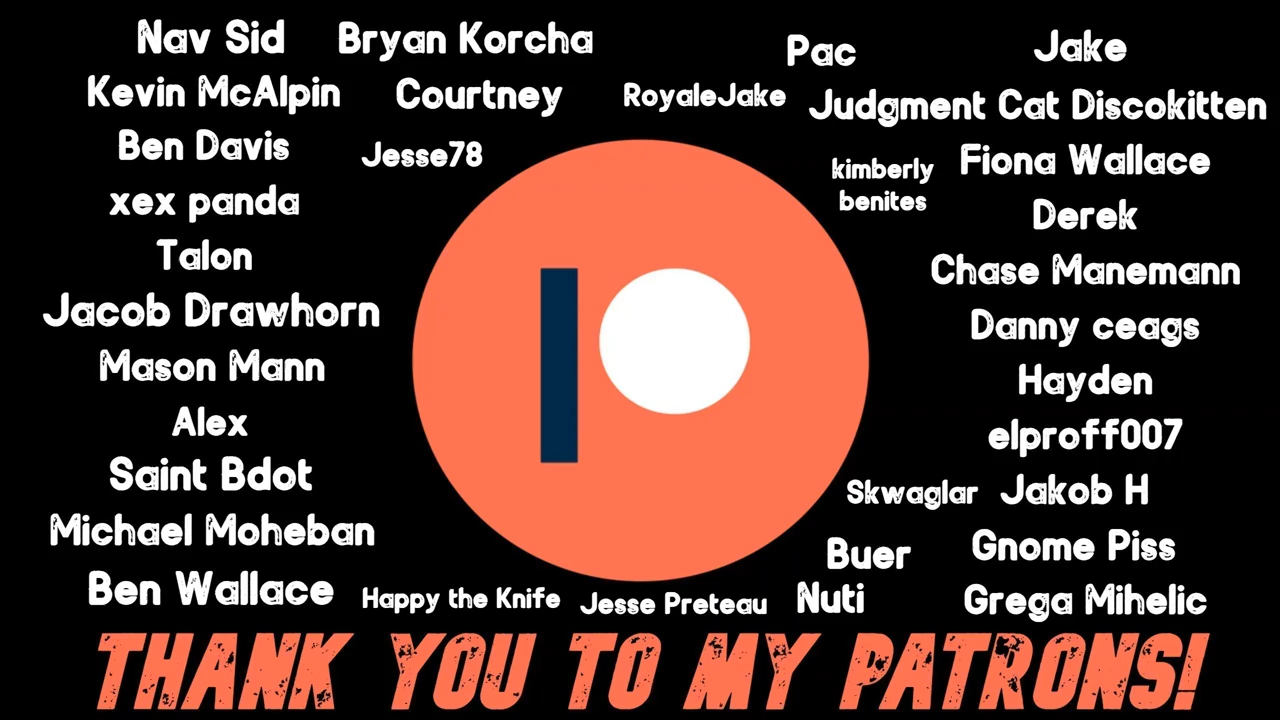 Nav Sid
Kevin McAlpin
Ben Davis
xex panda
Talon
Jacob Drawhorn
Mason Mann
Alex
Saint Bdot
Michael Moheban
Ben Wallace
Bryan Korcha
Courtney
Jesse78
RoyaleJake
Happy the Knife
Jesse Preteau
Pac
kimberly
benites
Skwaglar
Buer
Nuti
Jake
Judgment Cat Discokitten
Fiona Wallace
Derek
Chase Manemann
Danny ceags
Hayden
elproff007
Jakob H
Gnome Piss
Grega Mihelic
THANK YOU TO MY PATRONS!